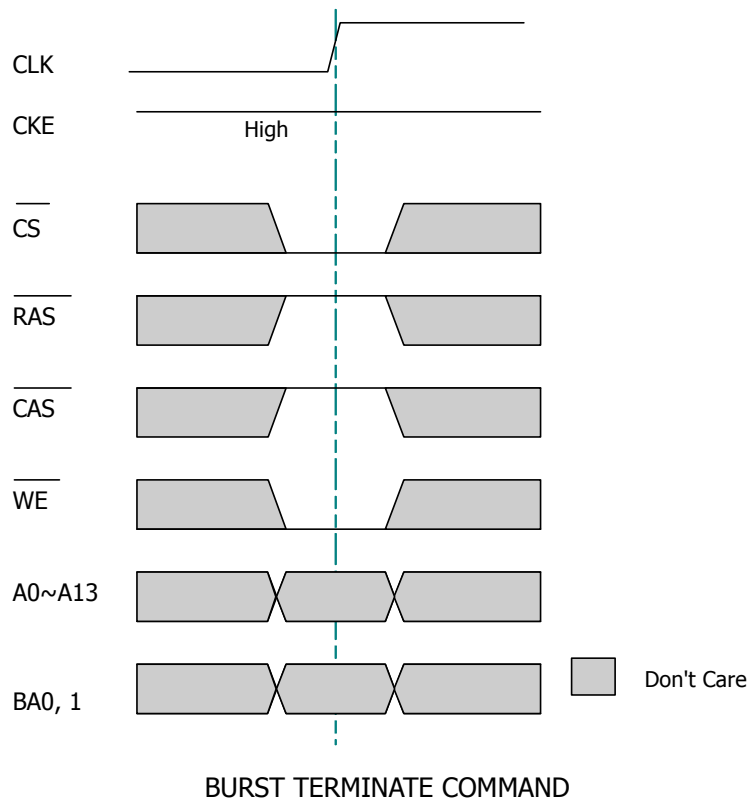 CLK
CKE
High
CS
RAS
CAS
WE
A0~A13
BA0, 1
Don't Care
BURST TERMINATE COMMAND